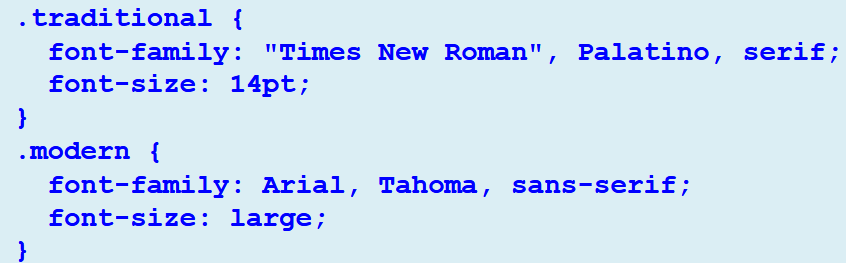 .traditional {
  font-family: "Times New Roman", Palatino, serif;
  font-size: 14pt;
}
.modern {
  font-family: Arial, Tahoma, sans-serif;
  font-size: large;
}